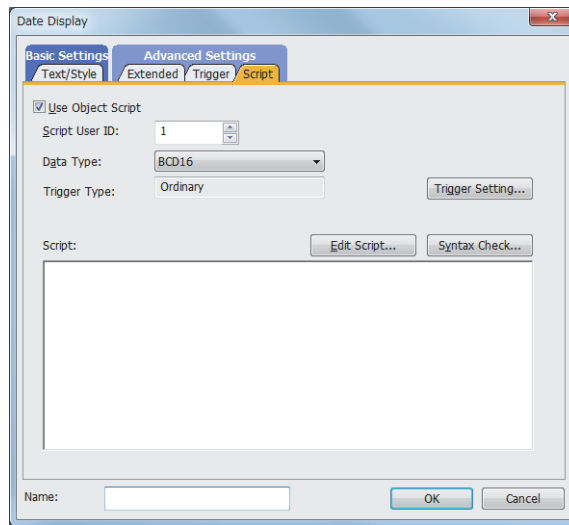 Date Display
Basic Settings Advanced Settings
Text/Style Extended Trigger Script
Use Object Script
Script User ID: 1
Data Type: BCD16
Trigger Type: Ordinary Trigger Setting...
Script: Edit Script... Syntax Check...
Name: OK Cancel